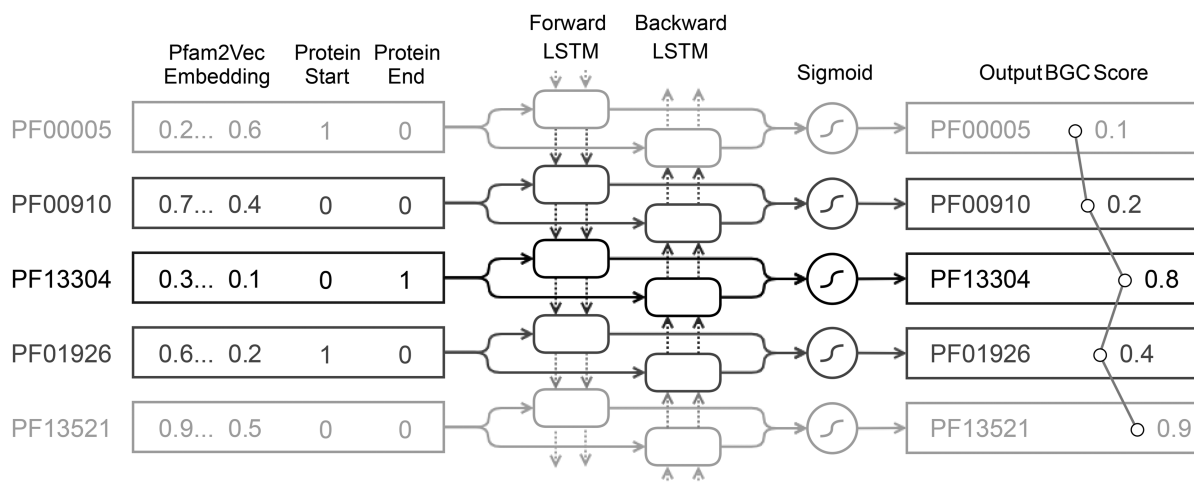 Forward Backward
LSTM LSTM
Pfam2Vec Protein Protein
Embedding Start End
Sigmoid Output BGC Score
PF00005 0.2... 0.6 1 0 PF00005 0.1
PF00910 0.7... 0.4 0 0 PF00910 0.2
PF13304 0.3... 0.1 0 1 PF13304 0.8
PF01926 0.6... 0.2 1 0 PF01926 0.4
PF13521 0.9... 0.5 0 0 PF13521 0.9